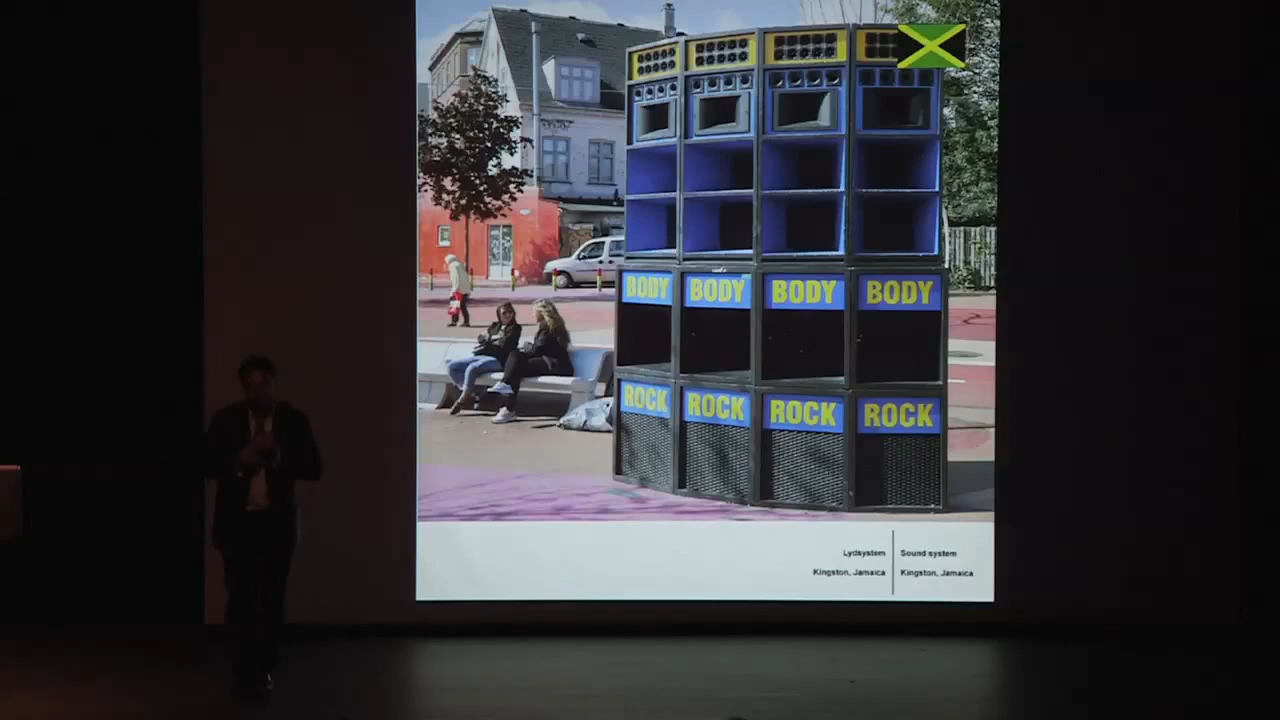 BODY BODY BODY BODY
ROCK ROCK ROCK ROCK
Lydsystem
Kingston, Jamaica
Sound system
Kingston, Jamaica